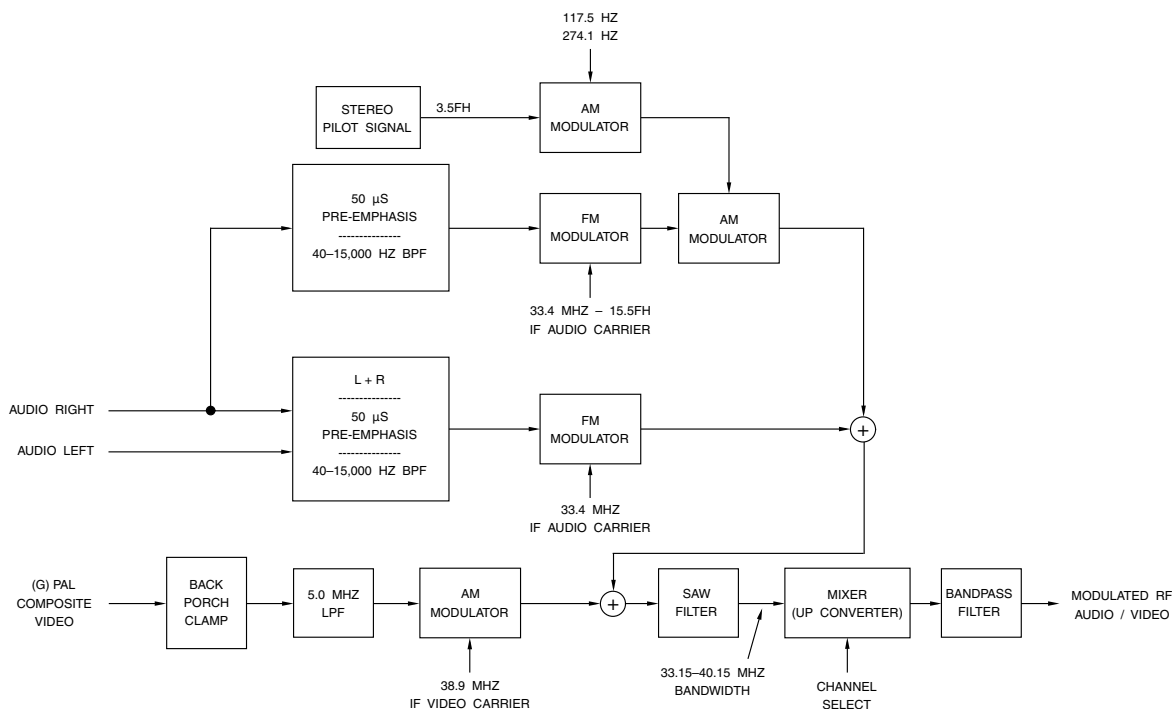 117.5 HZ
274.1 HZ
STEREO
PILOT SIGNAL
3.5FH
AM
MODULATOR
50 µS
PRE-EMPHASIS
---------------
40–15,000 HZ BPF
FM
MODULATOR
AM
MODULATOR
33.4 MHZ – 15.5FH
IF AUDIO CARRIER
AUDIO RIGHT
AUDIO LEFT
L + R
---------------
50 µS
PRE-EMPHASIS
---------------
40–15,000 HZ BPF
FM
MODULATOR
+
33.4 MHZ
IF AUDIO CARRIER
(G) PAL
COMPOSITE
VIDEO
BACK
PORCH
CLAMP
5.0 MHZ
LPF
AM
MODULATOR
+
SAW
FILTER
MIXER
(UP CONVERTER)
BANDPASS
FILTER
MODULATED RF
AUDIO / VIDEO
38.9 MHZ
IF VIDEO CARRIER
33.15–40.15 MHZ
BANDWIDTH
CHANNEL
SELECT